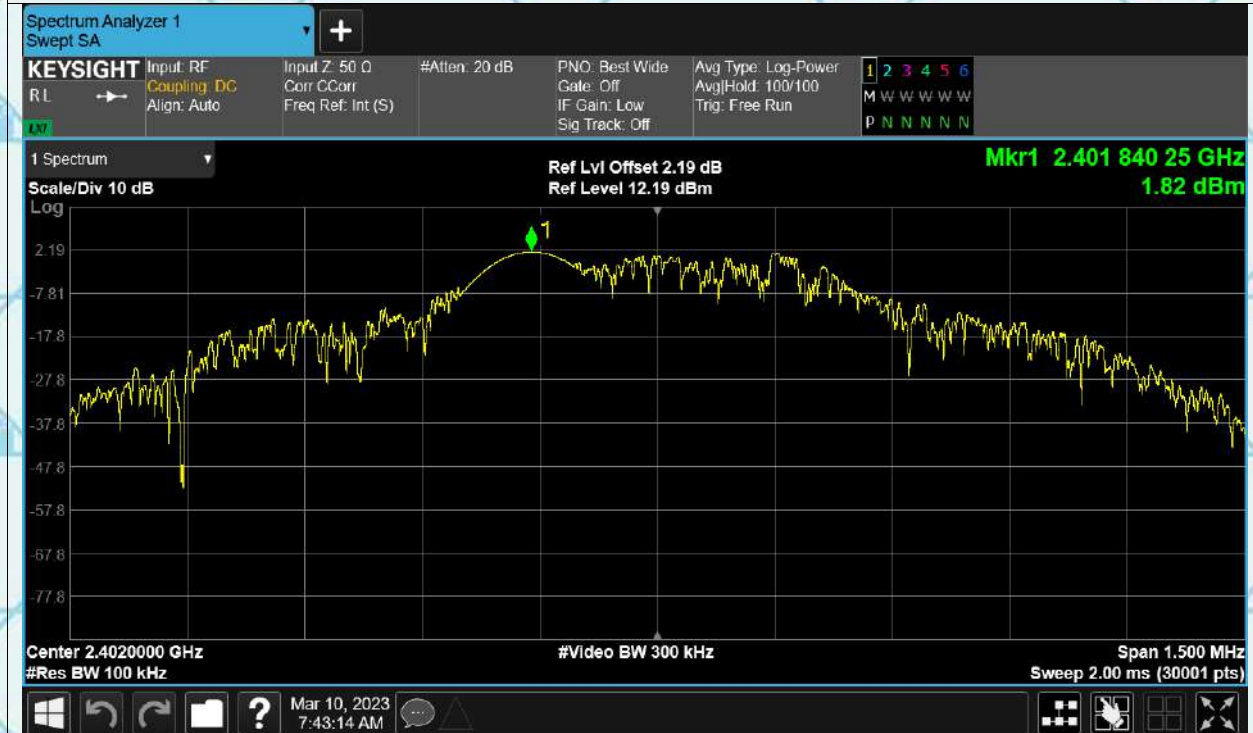 Spectrum Analyzer 1
Swept SA
+
KEYSIGHT
RL
LXI
Input: RF
Coupling: DC
Align: Auto
Input Z: 50 Ω
Corr CCorr
Freq Ref: Int (S)
#Atten: 20 dB
PNO: Best Wide
Gate: Off
IF Gain: Low
Sig Track: Off
Avg Type: Log-Power
Avg|Hold: 100/100
Trig: Free Run
1 2 3 4 5 6
M W W W W W
P N N N N N
1 Spectrum
Scale/Div 10 dB
Log
Ref Lvl Offset 2.19 dB
Ref Level 12.19 dBm
Mkr1 2.401 840 25 GHz
1.82 dBm
1
2.19
-7.81
-17.8
-27.8
-37.8
-47.8
-57.8
-67.8
-77.8
Center 2.4020000 GHz
#Res BW 100 kHz
#Video BW 300 kHz
Span 1.500 MHz
Sweep 2.00 ms (30001 pts)
?
Mar 10, 2023
7:43:14 AM